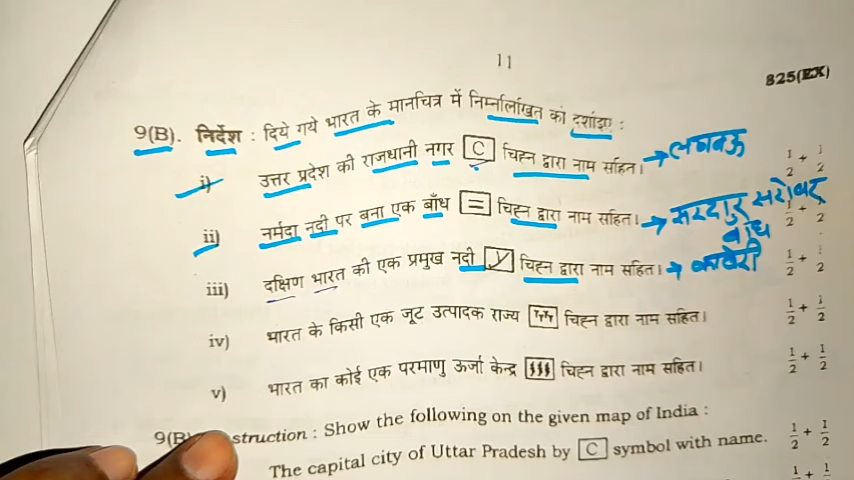 11
825(EX)
9(B). निर्देश : दिये गये भारत के मानचित्र में निम्नलिखित को दर्शाइए :
i) उत्तर प्रदेश की राजधानी नगर C चिह्न द्वारा नाम सहित। → लखनऊ 1/2 + 1/2
ii) नर्मदा नदी पर बना एक बाँध = चिह्न द्वारा नाम सहित। → सरदार सरोवर बांध 1/2 + 1/2
iii) दक्षिण भारत की एक प्रमुख नदी चिह्न द्वारा नाम सहित। → कावेरी 1/2 + 1/2
iv) भारत के किसी एक जूट उत्पादक राज्य चिह्न द्वारा नाम सहित। 1/2 + 1/2
v) भारत का कोई एक परमाणु ऊर्जा केन्द्र चिह्न द्वारा नाम सहित। 1/2 + 1/2
9(B) struction : Show the following on the given map of India :
The capital city of Uttar Pradesh by C symbol with name. 1/2 + 1/2